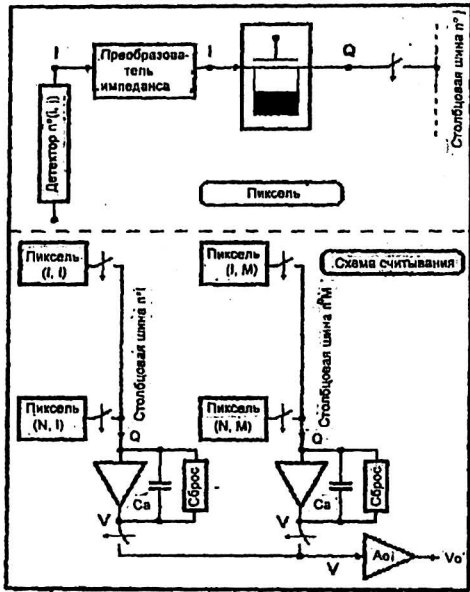 I
I
Q
Преобразова-
тель
импеданса
Детектор n°(i, j)
Столбцовая шина n° j
Пиксель
Пиксель
(I, I)
Пиксель
(I, M)
Схема считывания
Столбцовая шина n°I
Столбцовая шина n°M
Пиксель
(N, I)
Пиксель
(N, M)
Q
Q
Ca
Сброс
Ca
Сброс
V
V
V
Aoi
Vo